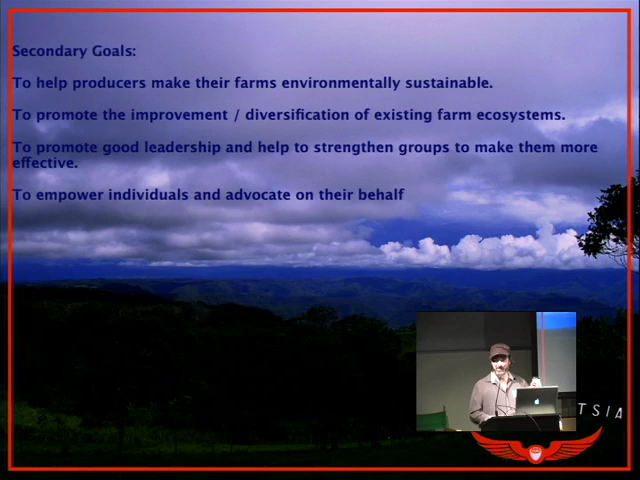 Secondary Goals:
To help producers make their farms environmentally sustainable.
To promote the improvement / diversification of existing farm ecosystems.
To promote good leadership and help to strengthen groups to make them more
effective.
To empower individuals and advocate on their behalf
TSIA